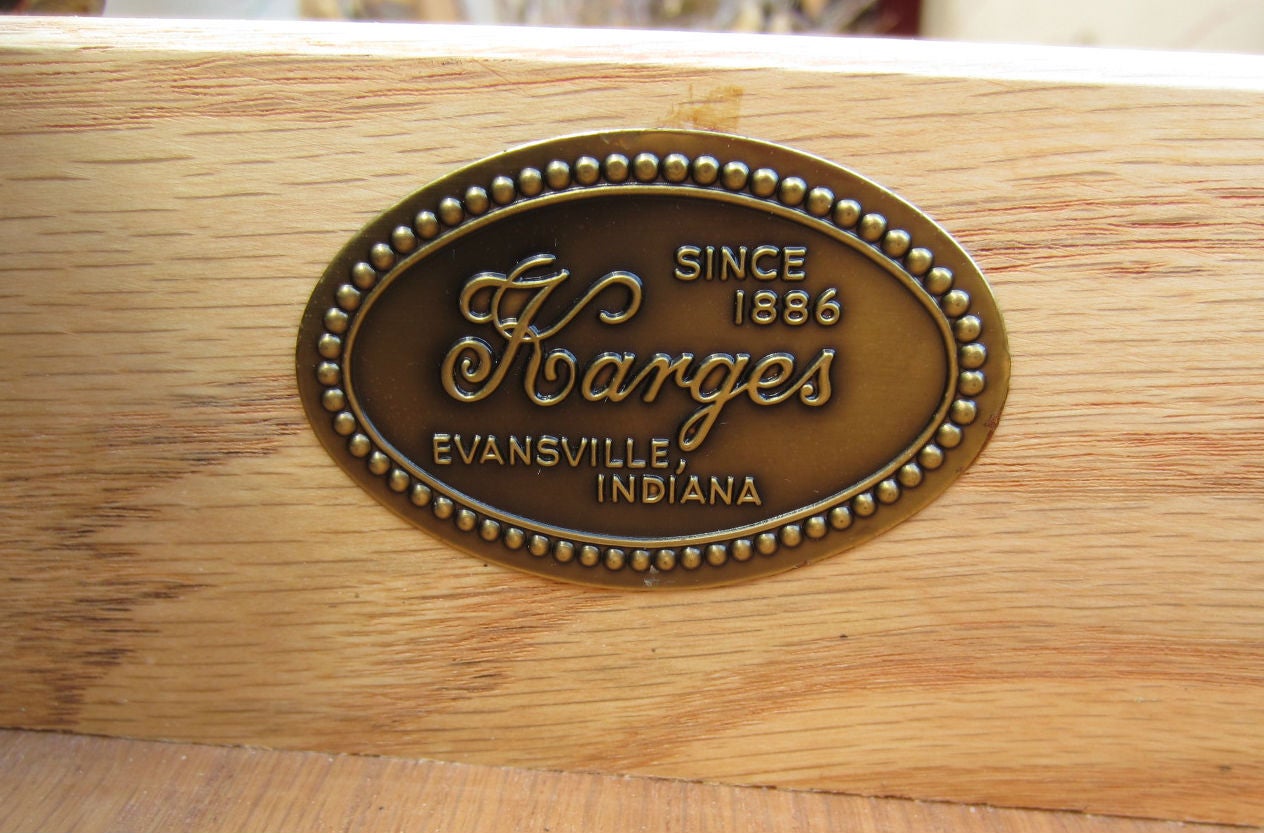 SINCE
1886
Karges
EVANSVILLE,
INDIANA